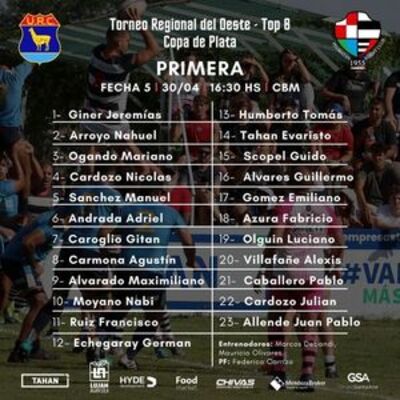 U.R.C
Torneo Regional del Oeste - Top 8
Copa de Plata
1955
PRIMERA
FECHA 5 | 30/04 | 16:30 HS | CBM
1- Giner Jeremías
2- Arroyo Nahuel
3- Ogando Mariano
4- Cardozo Nicolas
5- Sanchez Manuel
6- Andrada Adriel
7- Caroglio Gitan
8- Carmona Agustín
9- Alvarado Maximiliano
10- Moyano Nabi
11- Ruiz Francisco
12- Echegaray German
13- Humberto Tomás
14- Tahan Evaristo
15- Scopel Guido
16- Alvares Guillermo
17- Gomez Emiliano
18- Azura Fabricio
19- Olguin Luciano
20- Villafañe Alexis
21- Caballero Pablo
22- Cardozo Julian
23- Allende Juan Pablo
Entrenadores: Marcos Decandi,
Mauricio Olivares
PF: Federico
#VA
MÁS
TAHAN
LUJAN
HYDE
Food
market
CHIVAS
MendozaBroker
GSA